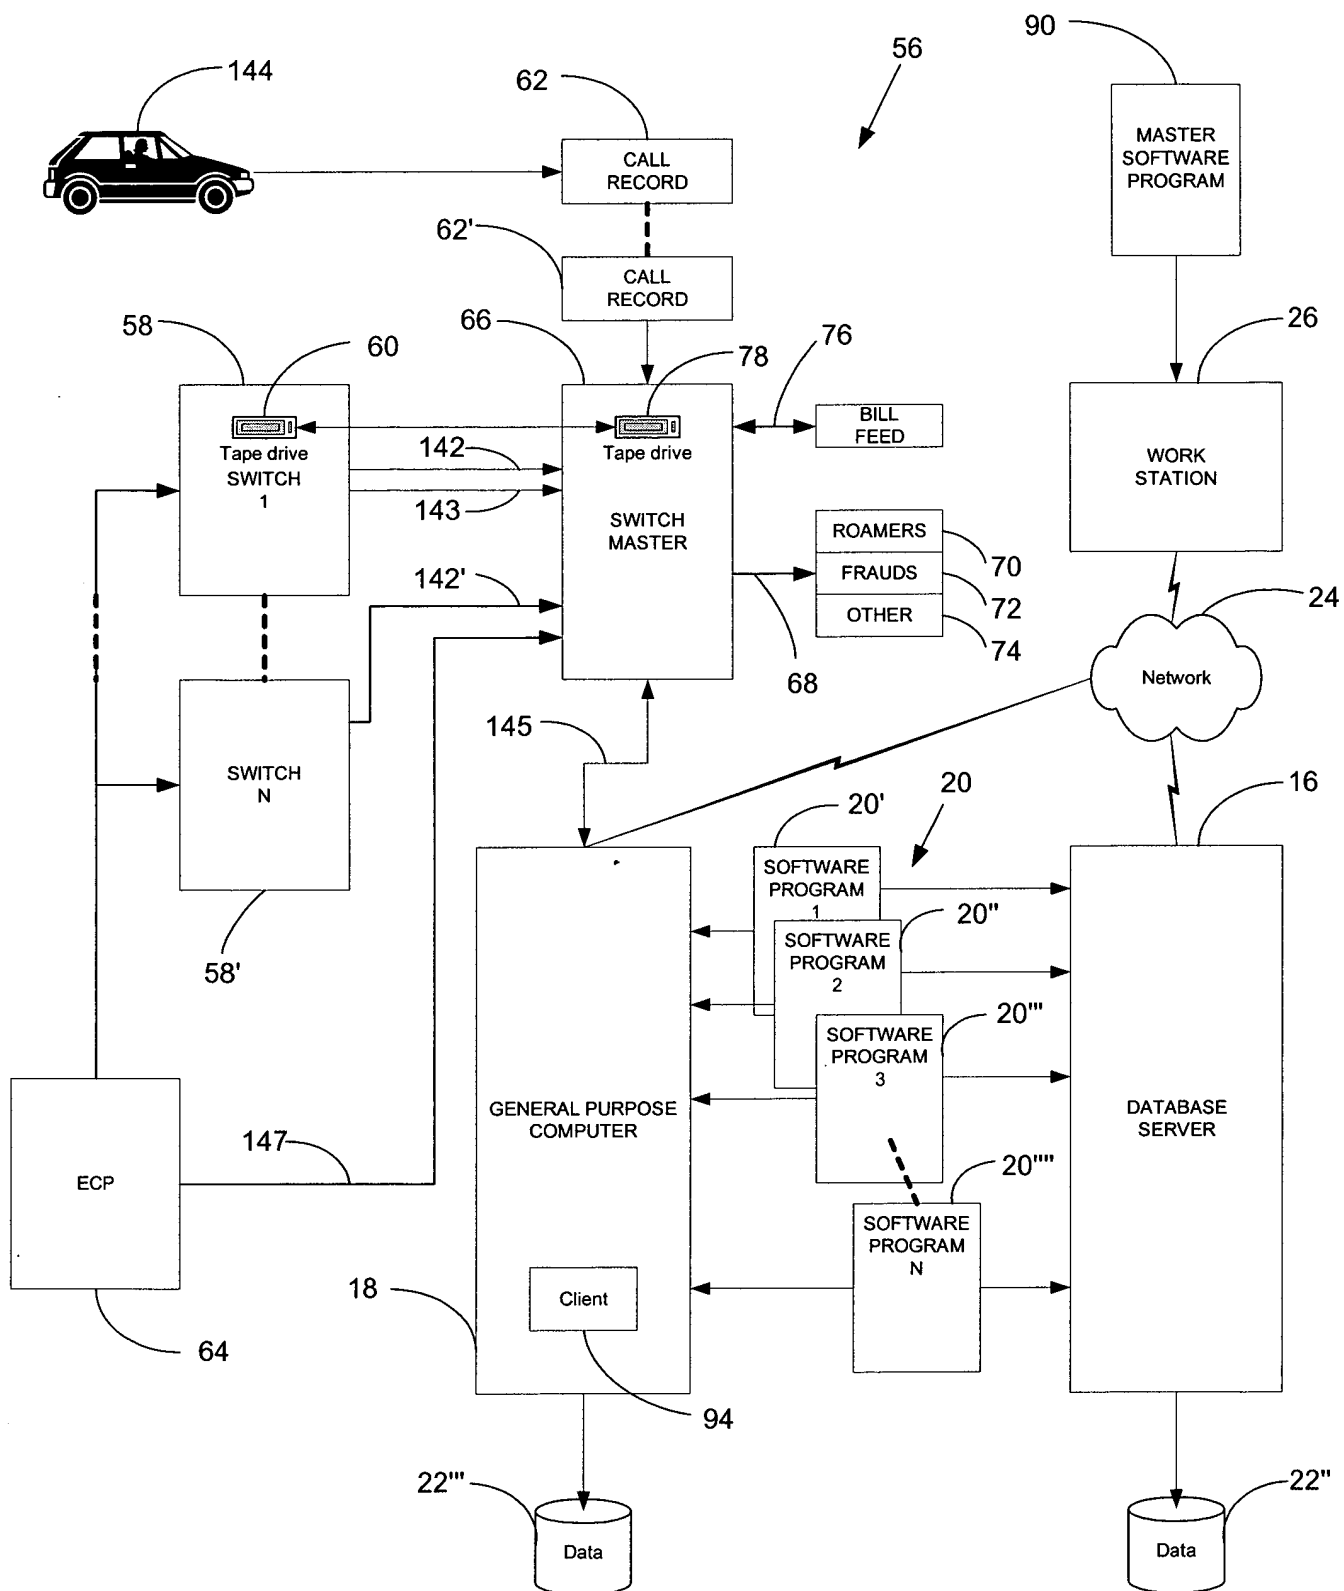 90
56
144
62
CALL
RECORD
MASTER
SOFTWARE
PROGRAM
62'
CALL
RECORD
58
60
66
78
76
26
Tape drive
SWITCH
1
142
143
Tape drive
SWITCH
MASTER
BILL
FEED
WORK
STATION
ROAMERS
FRAUDS
OTHER
70
72
74
142'
68
24
Network
SWITCH
N
145
58'
20'
20
16
SOFTWARE
PROGRAM
1
20"
SOFTWARE
PROGRAM
2
20'''
SOFTWARE
PROGRAM
3
GENERAL PURPOSE
COMPUTER
DATABASE
SERVER
ECP
147
20""
SOFTWARE
PROGRAM
N
18
Client
64
94
22'''
Data
22"
Data